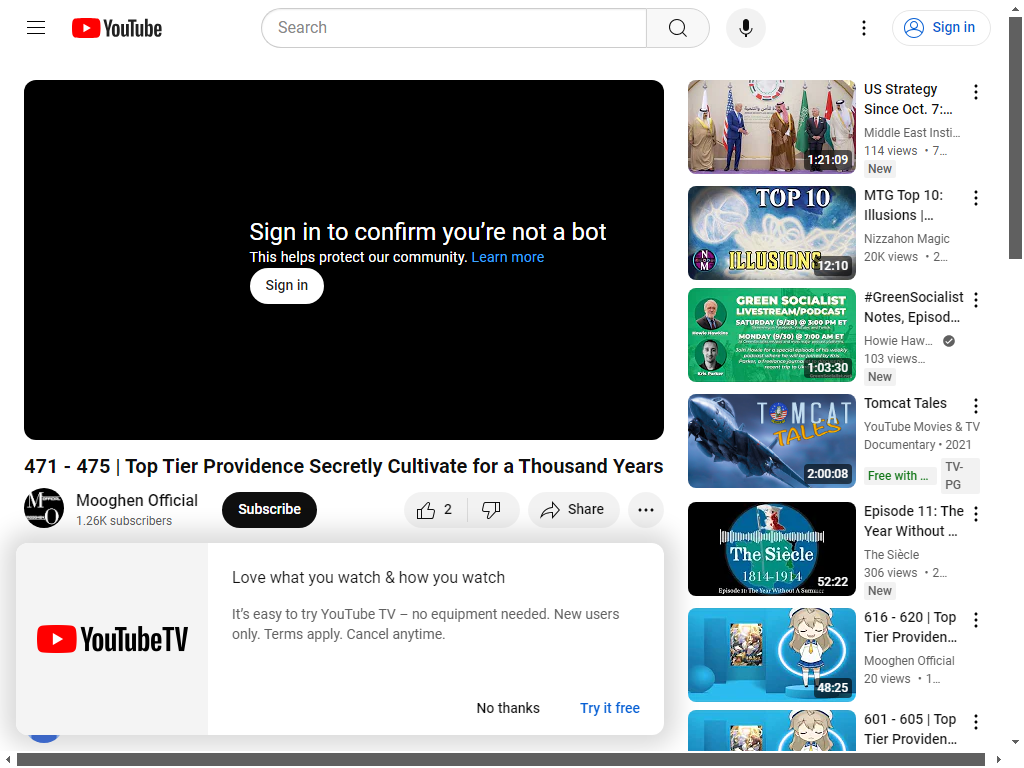 YouTube
Search
Sign in
Sign in to confirm you're not a bot
This helps protect our community. Learn more
Sign in
471 - 475 | Top Tier Providence Secretly Cultivate for a Thousand Years
Mooghen Official
1.26K subscribers
Subscribe
2
Share
YouTubeTV
Love what you watch & how you watch
It's easy to try YouTube TV – no equipment needed. New users
only. Terms apply. Cancel anytime.
No thanks
Try it free
1:21:09
US Strategy
Since Oct. 7:...
Middle East Insti...
114 views • 7...
New
TOP 10
ILLUSIONS
12:10
MTG Top 10:
Illusions |...
Nizzahon Magic
20K views • 2...
GREEN SOCIALIST
LIVESTREAM/PODCAST
SATURDAY (9/28) @ 3:00 PM ET
MONDAY (9/30) @ 7:00 AM ET
Howie Hawkins
Kris Parker
1:03:30
#GreenSocialist
Notes, Episod...
Howie Haw...
103 views...
New
TOMCAT
TALES
2:00:08
Tomcat Tales
YouTube Movies & TV
Documentary • 2021
Free with ...
TV-
PG
The Siècle
1814-1914
Episode 11: The Year Without A Summer
52:22
Episode 11: The
Year Without ...
The Siècle
306 views • 2...
New
48:25
616 - 620 | Top
Tier Providen...
Mooghen Official
20 views • 1...
601 - 605 | Top
Tier Providen...